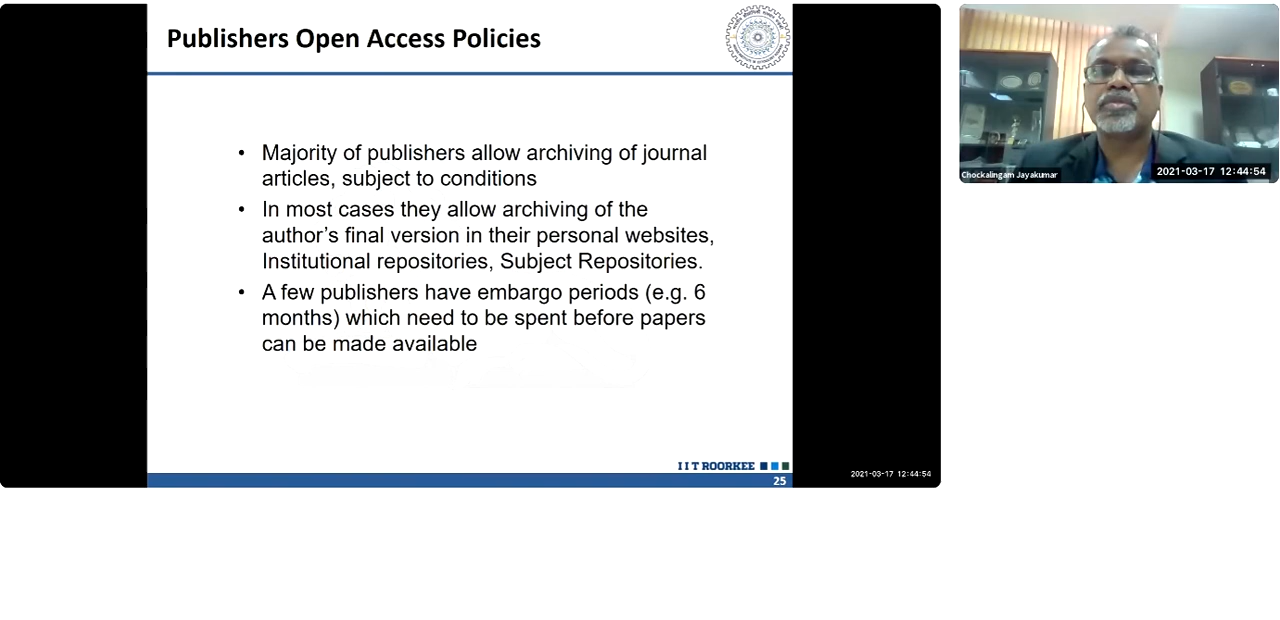 Publishers Open Access Policies
• Majority of publishers allow archiving of journal
articles, subject to conditions
• In most cases they allow archiving of the
author’s final version in their personal websites,
Institutional repositories, Subject Repositories.
• A few publishers have embargo periods (e.g. 6
months) which need to be spent before papers
can be made available
I I T ROORKEE
25
2021-03-17 12:44:54
Chockalingam Jayakumar
2021-03-17 12:44:54